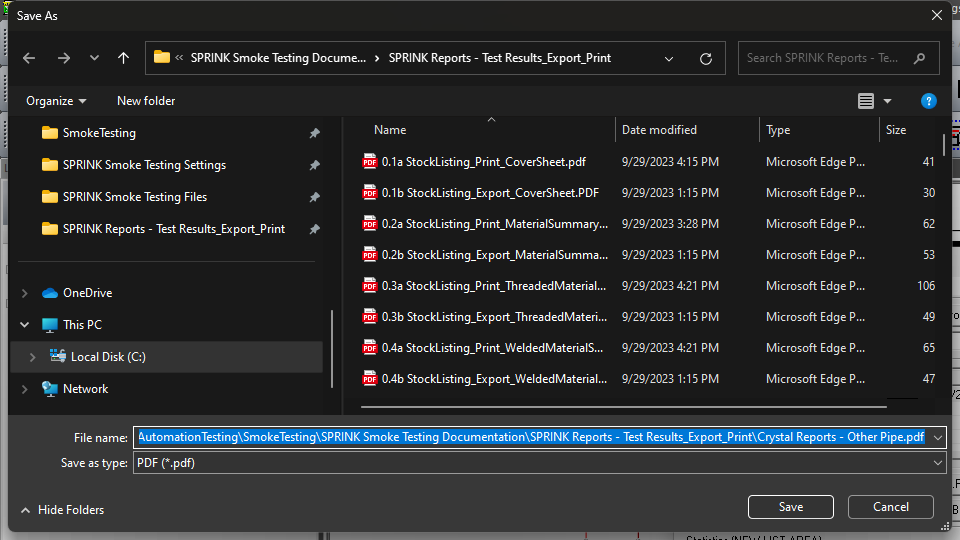 Save As
« SPRINK Smoke Testing Docume... > SPRINK Reports - Test Results_Export_Print
Search SPRINK Reports - Te...
Organize
New folder
SmokeTesting
SPRINK Smoke Testing Settings
SPRINK Smoke Testing Files
SPRINK Reports - Test Results_Export_Print
OneDrive
This PC
Local Disk (C:)
Network
Name Date modified Type Size
0.1a StockListing_Print_CoverSheet.pdf 9/29/2023 4:15 PM Microsoft Edge P... 41
0.1b StockListing_Export_CoverSheet.PDF 9/29/2023 1:15 PM Microsoft Edge P... 30
0.2a StockListing_Print_MaterialSummary... 9/29/2023 3:28 PM Microsoft Edge P... 62
0.2b StockListing_Export_MaterialSumma... 9/29/2023 1:15 PM Microsoft Edge P... 53
0.3a StockListing_Print_ThreadedMaterial... 9/29/2023 4:21 PM Microsoft Edge P... 106
0.3b StockListing_Export_ThreadedMateri... 9/29/2023 1:15 PM Microsoft Edge P... 49
0.4a StockListing_Print_WeldedMaterialS... 9/29/2023 4:21 PM Microsoft Edge P... 65
0.4b StockListing_Export_WeldedMaterial... 9/29/2023 1:15 PM Microsoft Edge P... 47
File name: AutomationTesting\SmokeTesting\SPRINK Smoke Testing Documentation\SPRINK Reports - Test Results_Export_Print\Crystal Reports - Other Pipe.pdf
Save as type: PDF (*.pdf)
Hide Folders
Save
Cancel